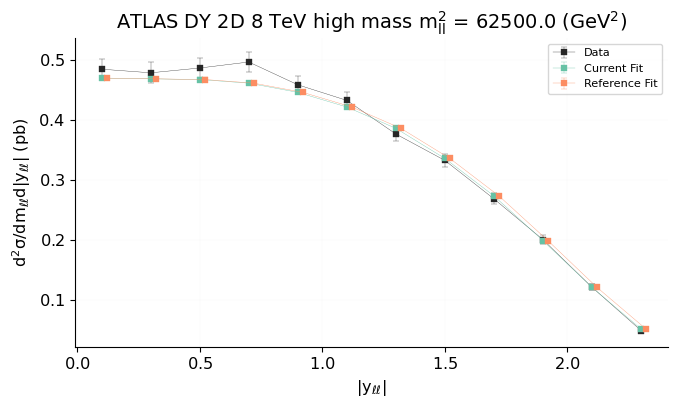 ATLAS DY 2D 8 TeV high mass m²ll = 62500.0 (GeV²)
Data
Current Fit
Reference Fit
d²σ/dmℓℓd|yℓℓ| (pb)
0.5
0.4
0.3
0.2
0.1
0.0 0.5 1.0 1.5 2.0
|yℓℓ|